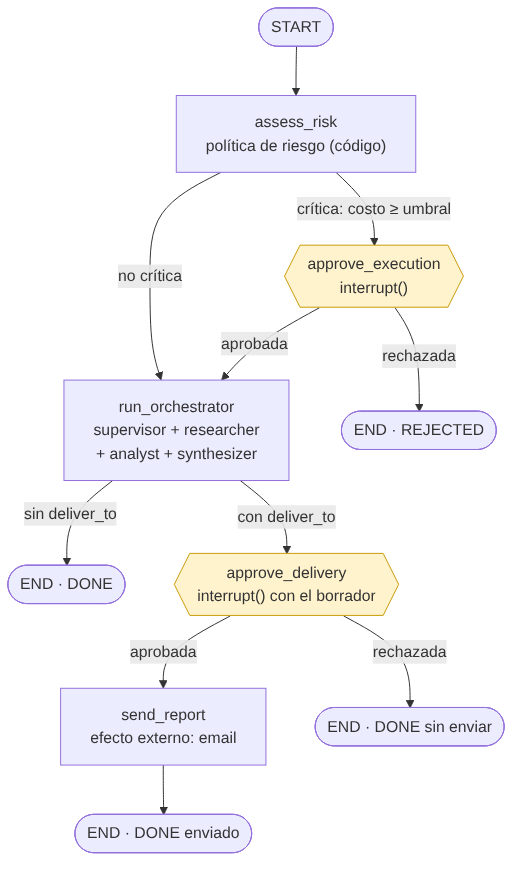 START
assess_risk
política de riesgo (código)
crítica: costo ≥ umbral
no crítica
approve_execution
interrupt()
aprobada
rechazada
run_orchestrator
supervisor + researcher
+ analyst + synthesizer
END · REJECTED
sin deliver_to
con deliver_to
END · DONE
approve_delivery
interrupt() con el borrador
aprobada
rechazada
send_report
efecto externo: email
END · DONE sin enviar
END · DONE enviado